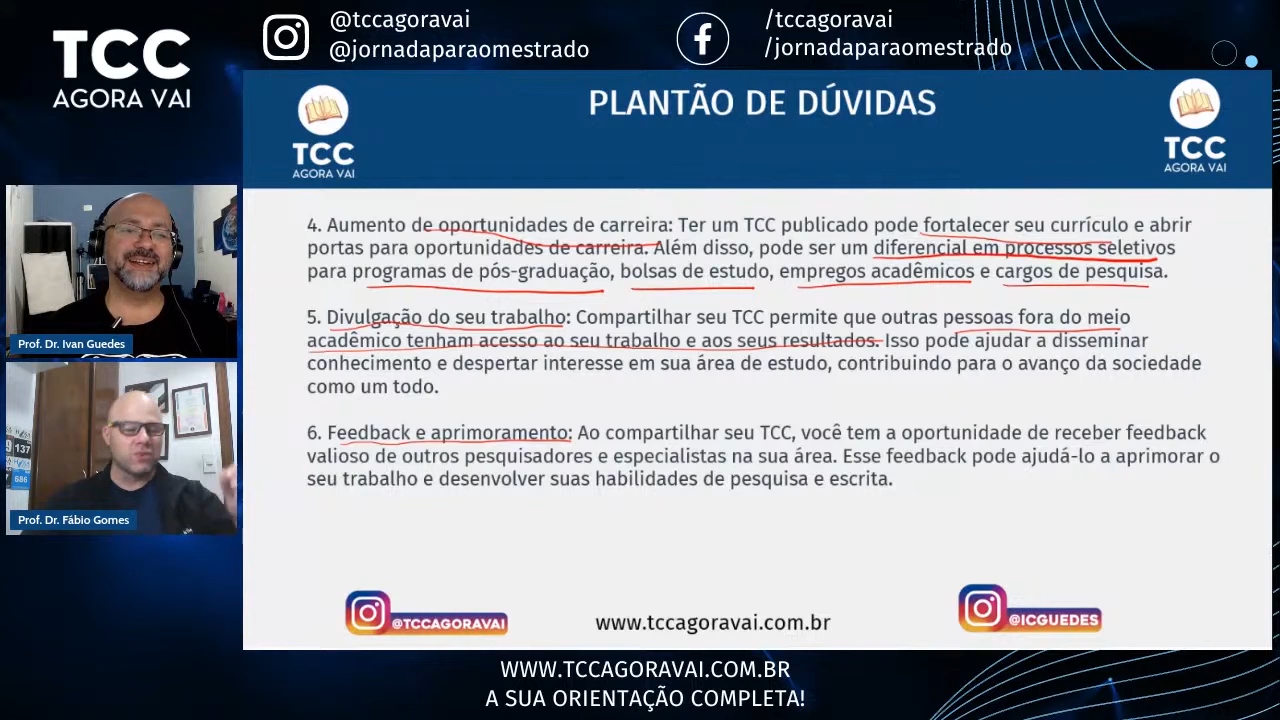 TCC
AGORA VAI
@tccagoravai
@jornadaparaomestrado
/tccagoravai
/jornadaparaomestrado
TCC
AGORA VAI
PLANTÃO DE DÚVIDAS
TCC
AGORA VAI
4. Aumento de oportunidades de carreira: Ter um TCC publicado pode fortalecer seu currículo e abrir
portas para oportunidades de carreira. Além disso, pode ser um diferencial em processos seletivos
para programas de pós-graduação, bolsas de estudo, empregos acadêmicos e cargos de pesquisa.
5. Divulgação do seu trabalho: Compartilhar seu TCC permite que outras pessoas fora do meio
acadêmico tenham acesso ao seu trabalho e aos seus resultados. Isso pode ajudar a disseminar
conhecimento e despertar interesse em sua área de estudo, contribuindo para o avanço da sociedade
como um todo.
6. Feedback e aprimoramento: Ao compartilhar seu TCC, você tem a oportunidade de receber feedback
valioso de outros pesquisadores e especialistas na sua área. Esse feedback pode ajudá-lo a aprimorar o
seu trabalho e desenvolver suas habilidades de pesquisa e escrita.
Prof. Dr. Ivan Guedes
137
686
Prof. Dr. Fábio Gomes
@TCCAGORAVAI
www.tccagoravai.com.br
@ICGUEDES
WWW.TCCAGORAVAI.COM.BR
A SUA ORIENTAÇÃO COMPLETA!